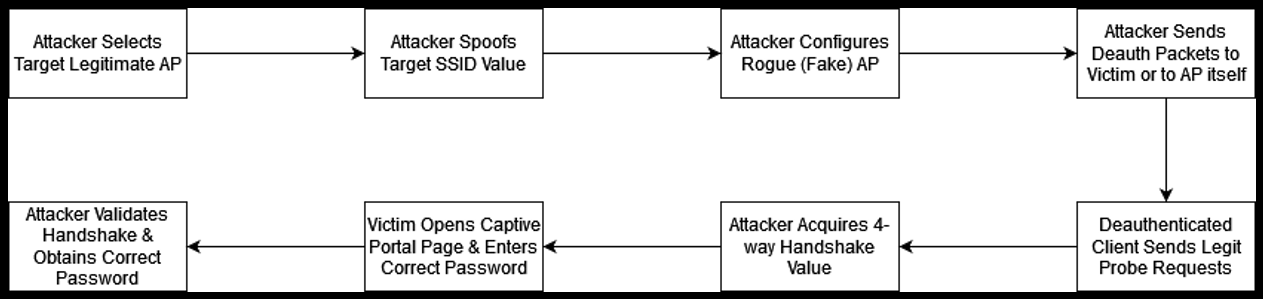 Attacker Selects
Target Legitimate AP
Attacker Spoofs
Target SSID Value
Attacker Configures
Rogue (Fake) AP
Attacker Sends
Deauth Packets to
Victim or to AP itself
Deauthenticated
Client Sends Legit
Probe Requests
Attacker Acquires 4-
way Handshake
Value
Victim Opens Captive
Portal Page & Enters
Correct Password
Attacker Validates
Handshake &
Obtains Correct
Password